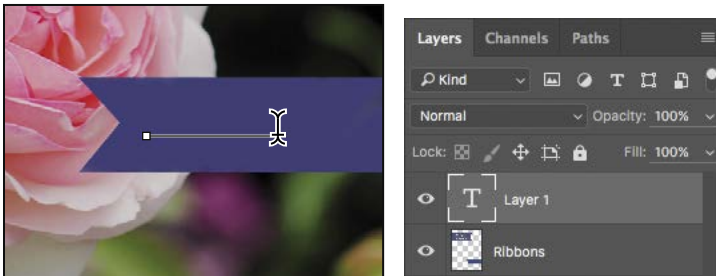 Layers Channels Paths
Kind T
Normal Opacity: 100%
Lock: Fill: 100%
T Layer 1
Ribbons